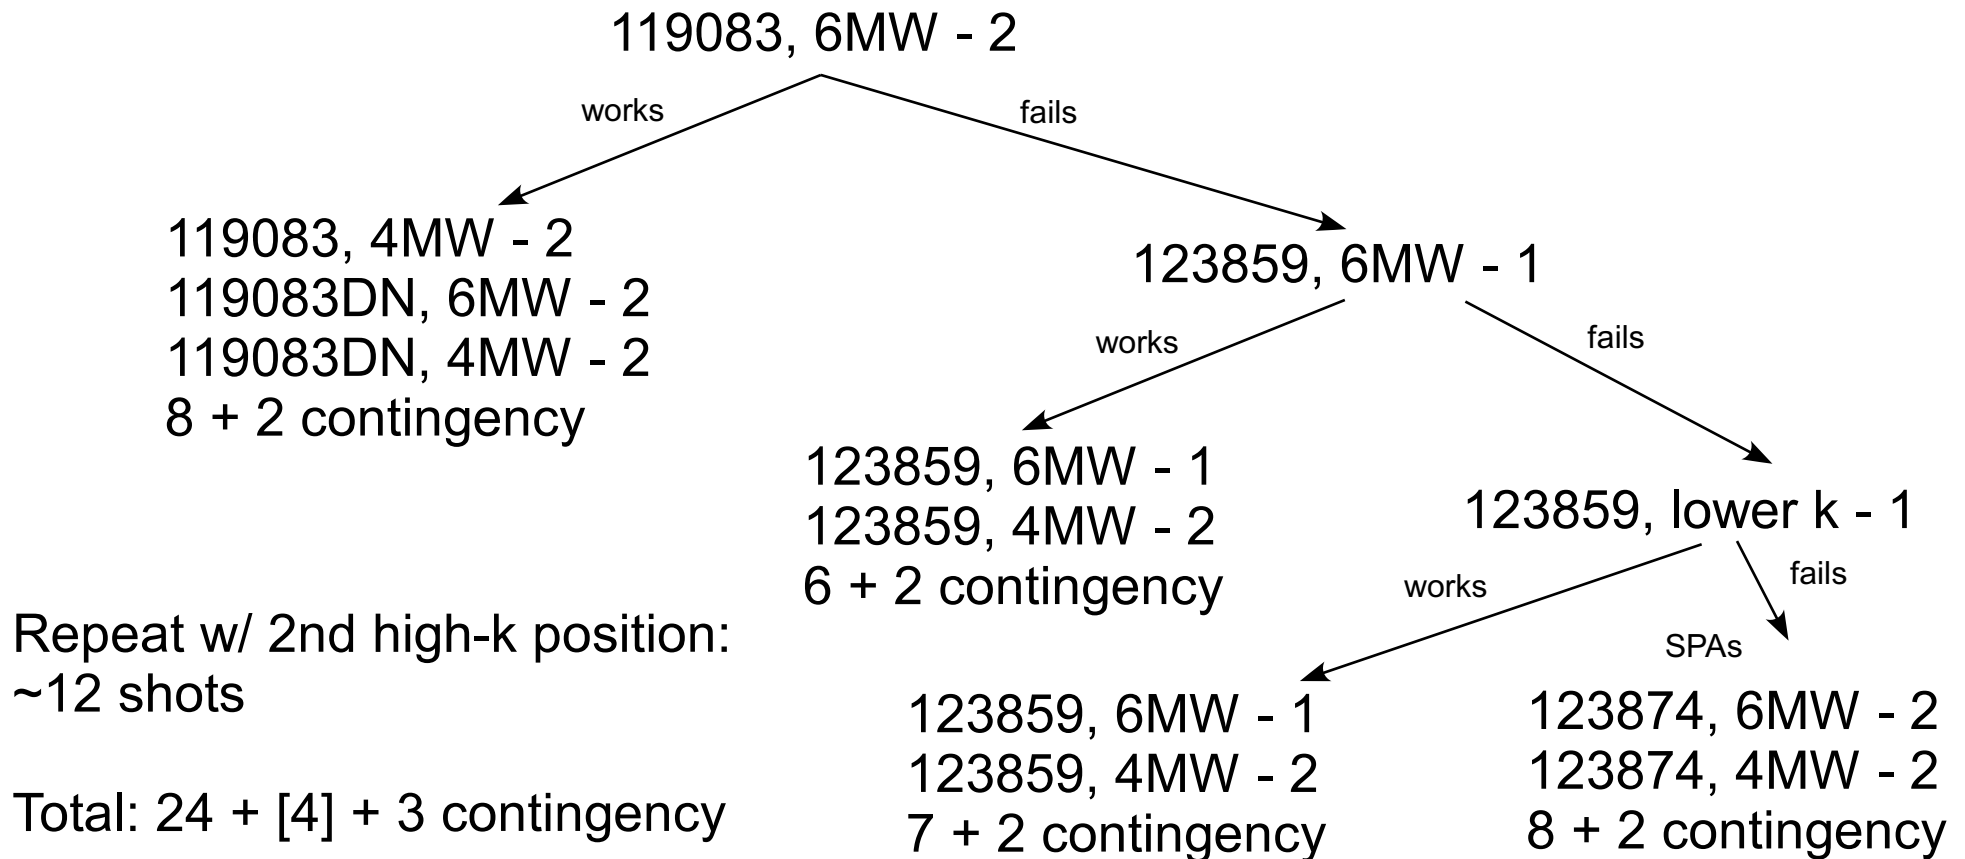 119083, 6MW - 2
works
fails
119083, 4MW - 2
119083DN, 6MW - 2
119083DN, 4MW - 2
8 + 2 contingency
123859, 6MW - 1
works
fails
123859, 6MW - 1
123859, 4MW - 2
6 + 2 contingency
123859, lower k - 1
works
fails
SPAs
123859, 6MW - 1
123859, 4MW - 2
7 + 2 contingency
123874, 6MW - 2
123874, 4MW - 2
8 + 2 contingency
Repeat w/ 2nd high-k position:
~12 shots
Total: 24 + [4] + 3 contingency